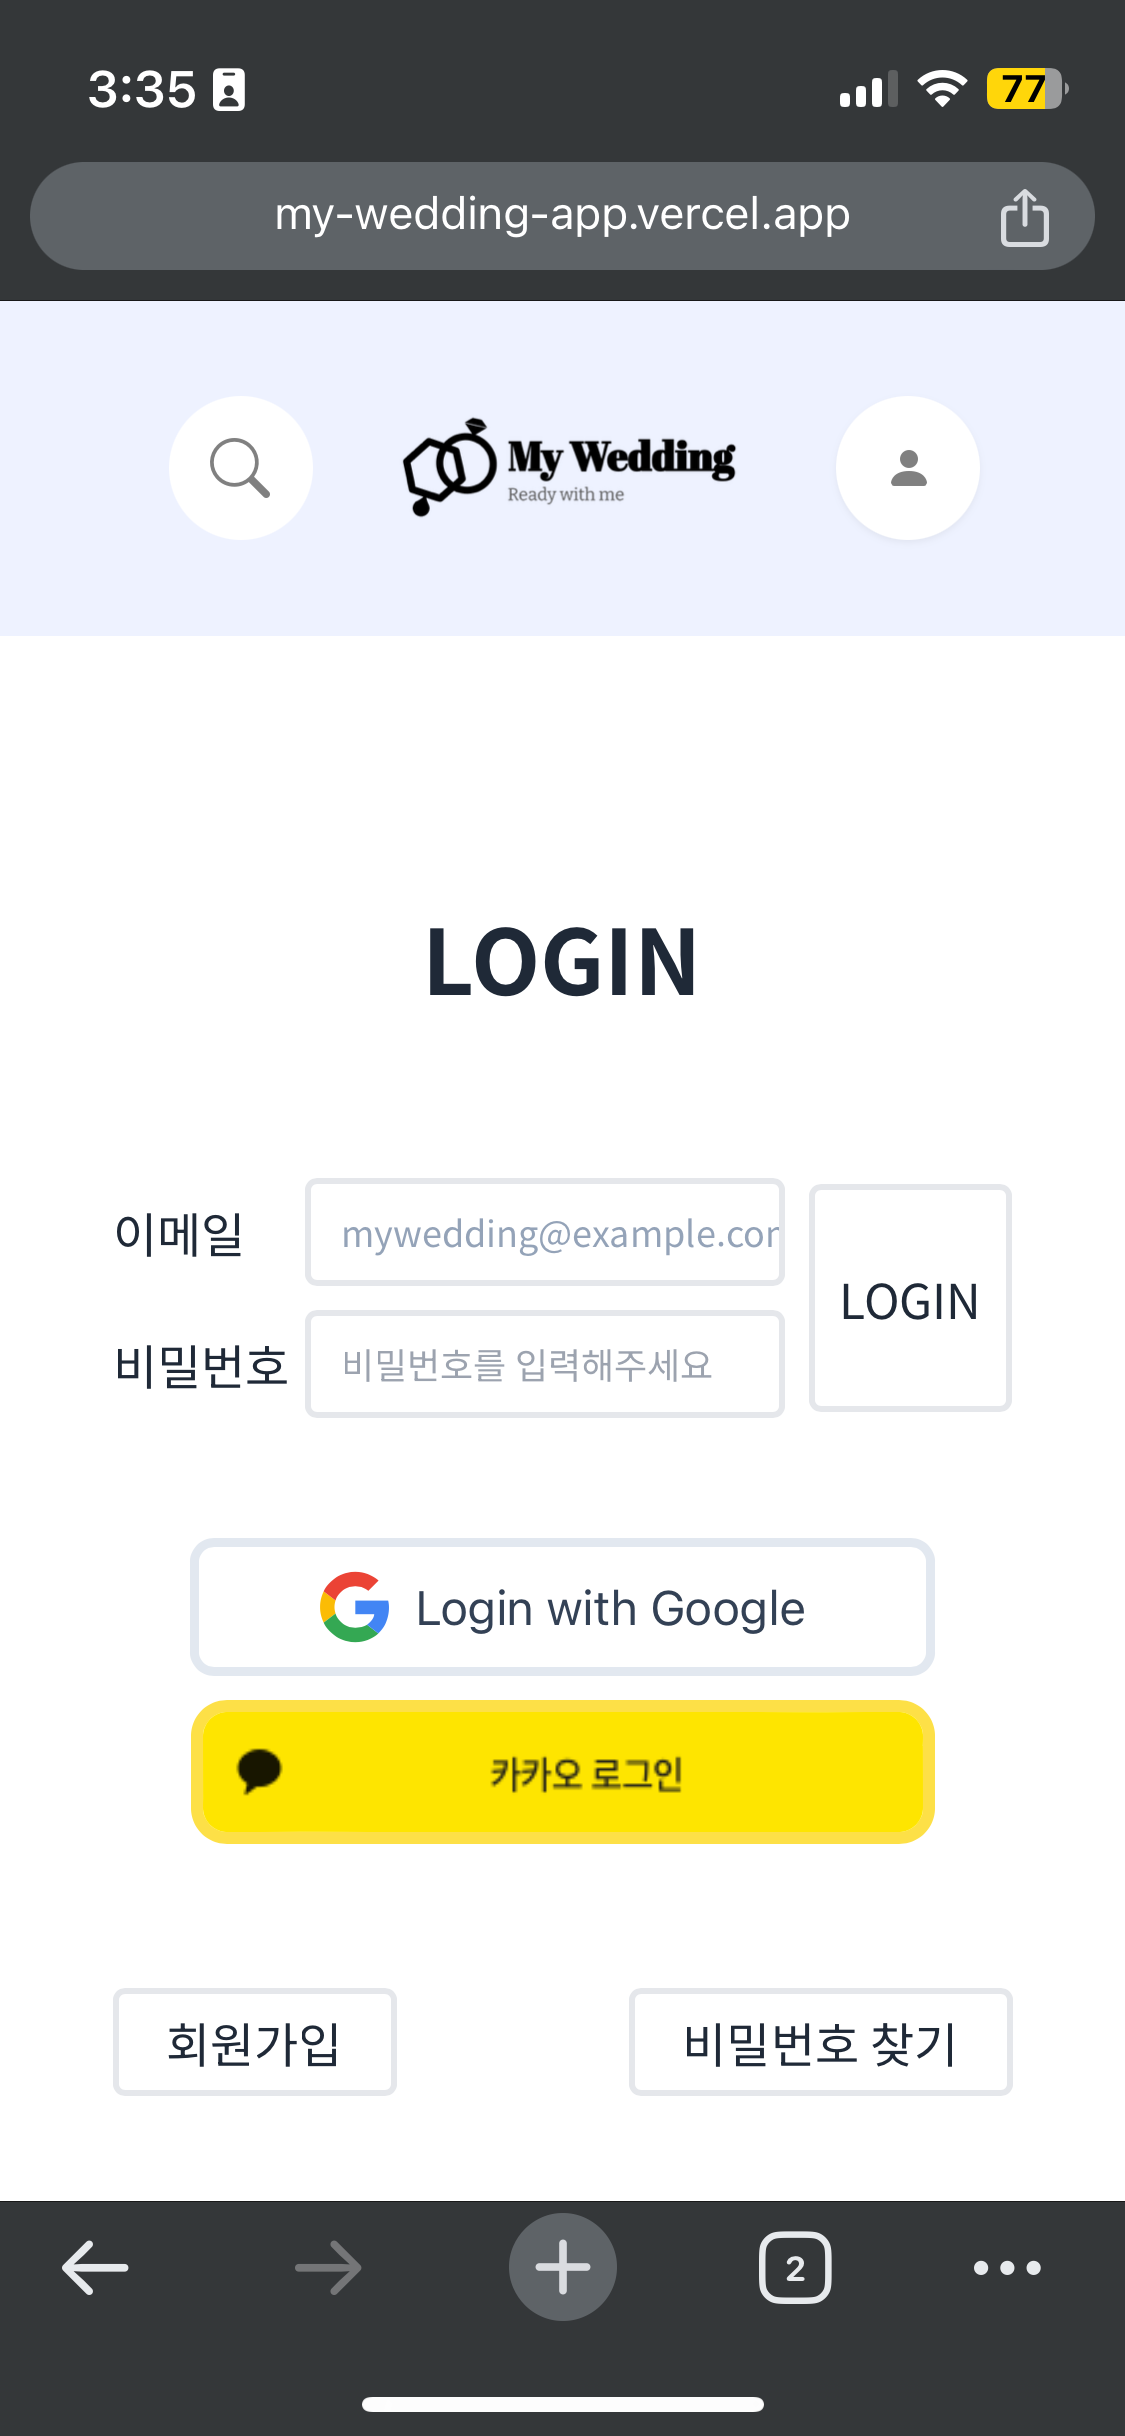 3:35
77
my-wedding-app.vercel.app
My Wedding
Ready with me
LOGIN
이메일
mywedding@example.com
LOGIN
비밀번호
비밀번호를 입력해주세요
Login with Google
카카오 로그인
회원가입
비밀번호 찾기
2